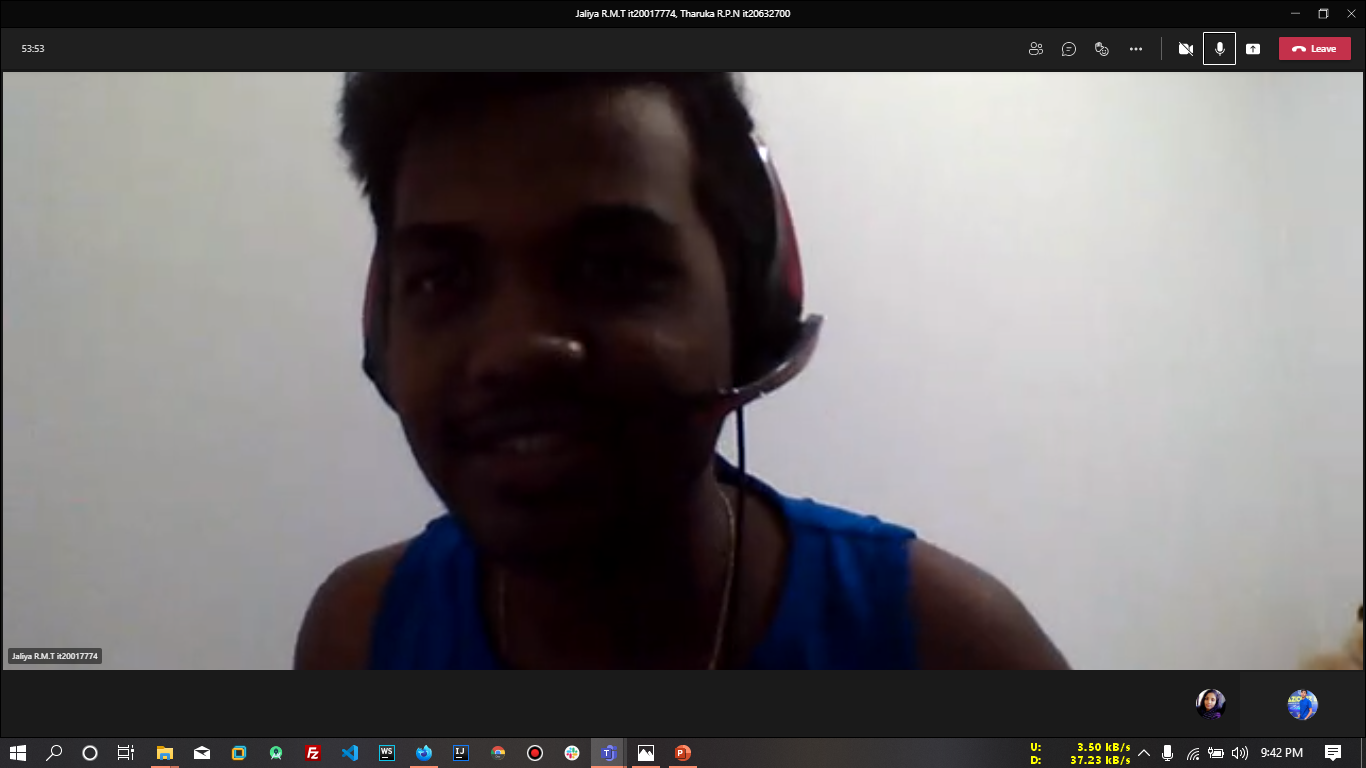 Jaliya R.M.T it20017774, Tharuka R.P.N it20632700
53:53
Leave
Jaliya R.M.T it20017774
WS
IJ
U: 3.50 kB/s
D: 37.23 kB/s
9:42 PM